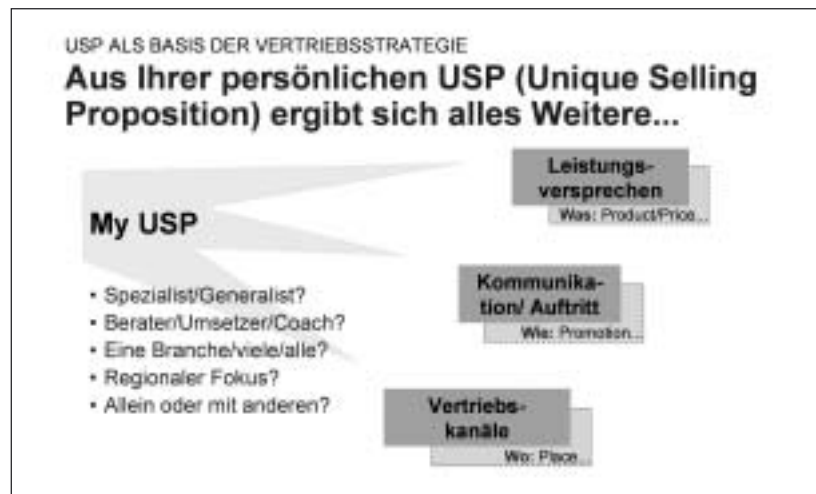 USP ALS BASIS DER VERTRIEBSSTRATEGIE
Aus Ihrer persönlichen USP (Unique Selling
Proposition) ergibt sich alles Weitere...
My USP
• Spezialist/Generalist?
• Berater/Umsetzer/Coach?
• Eine Branche/viele/alle?
• Regionaler Fokus?
• Allein oder mit anderen?
Leistungs-
versprechen
Was: Product/Price...
Kommunika-
tion/ Auftritt
Wie: Promotion...
Vertriebs-
kanäle
Wo: Place...